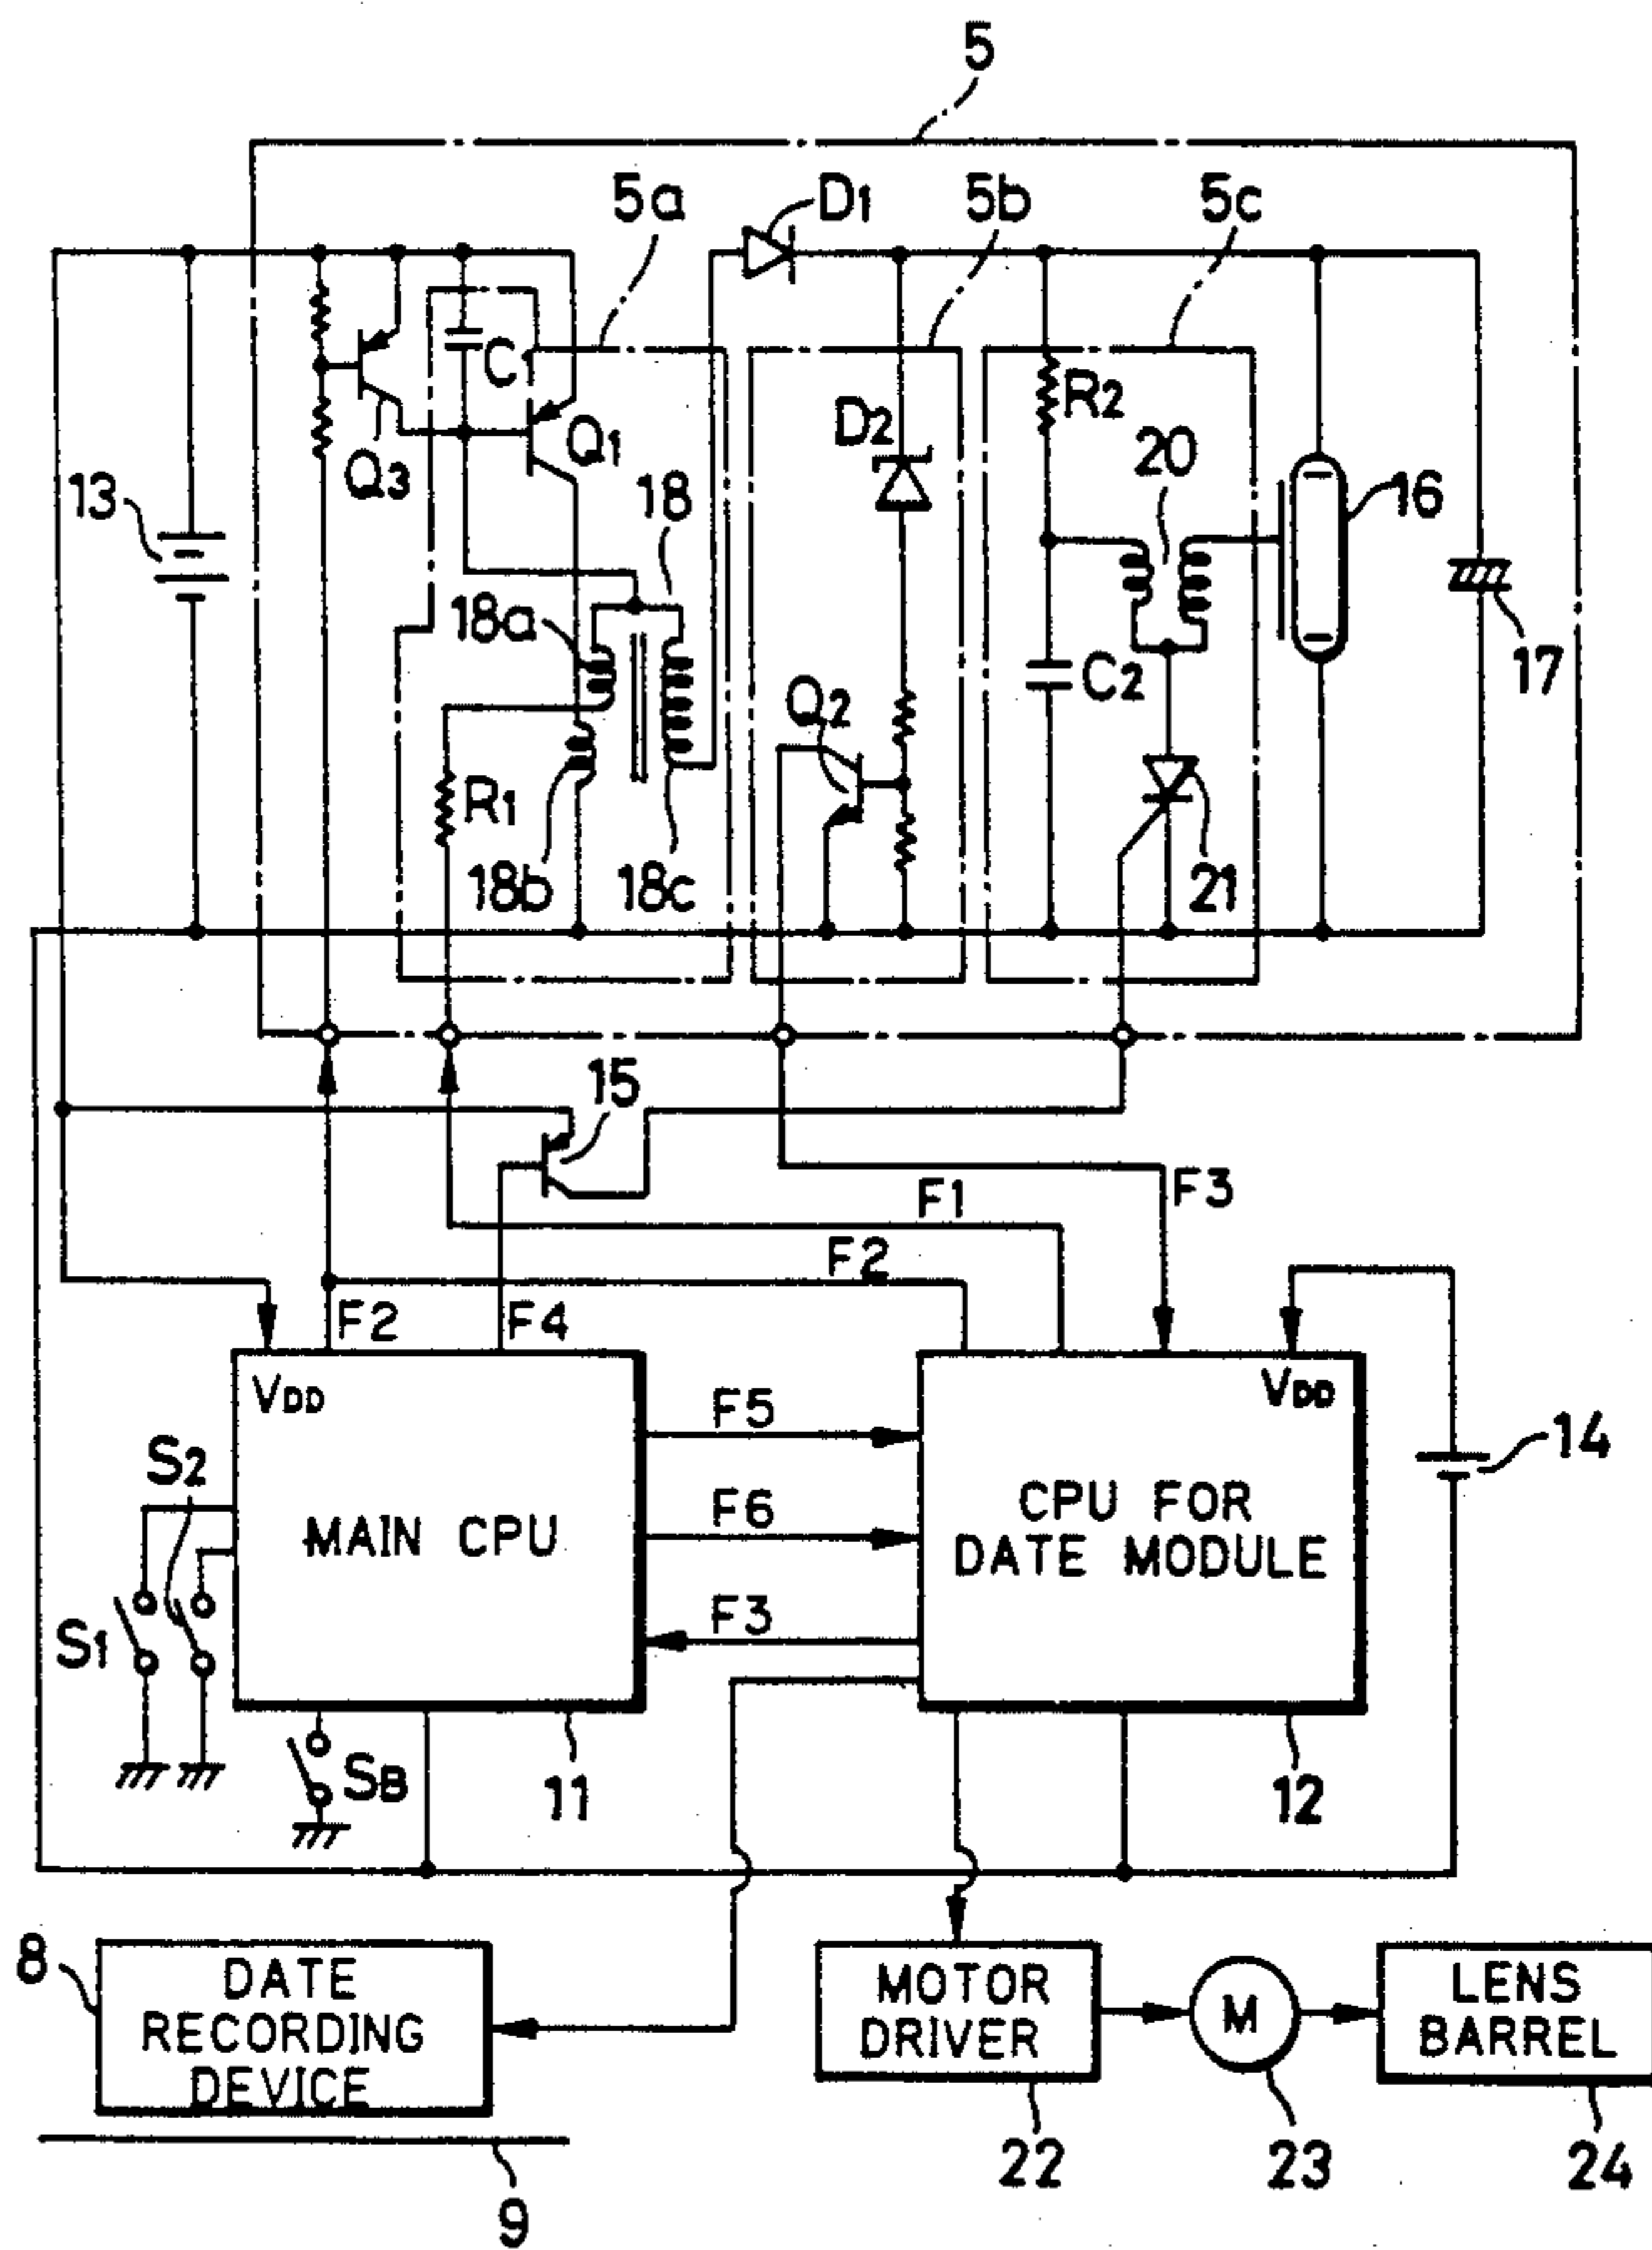 5
5a
D1
5b
5c
C1
R2
D2
Q1
20
Q3
13
18
16
18a
C2
17
Q2
R1
18b
18c
21
15
F3
F1
F2
F2
F4
VDD
VDD
F5
14
S2
CPU FOR
DATE MODULE
F6
MAIN CPU
F3
S1
SB
11
12
8
DATE
RECORDING
DEVICE
MOTOR
DRIVER
M
LENS
BARREL
22
23
24
9